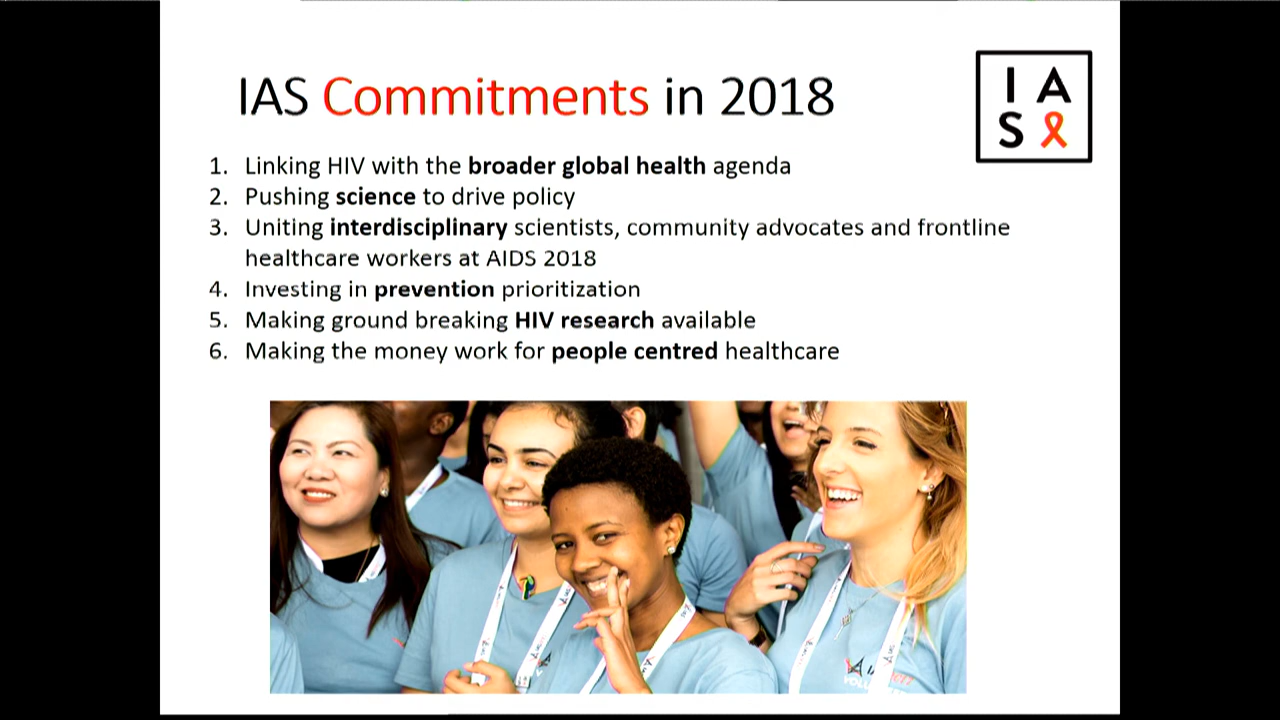 IAS Commitments in 2018
I A
S
1. Linking HIV with the broader global health agenda
2. Pushing science to drive policy
3. Uniting interdisciplinary scientists, community advocates and frontline
healthcare workers at AIDS 2018
4. Investing in prevention prioritization
5. Making ground breaking HIV research available
6. Making the money work for people centred healthcare